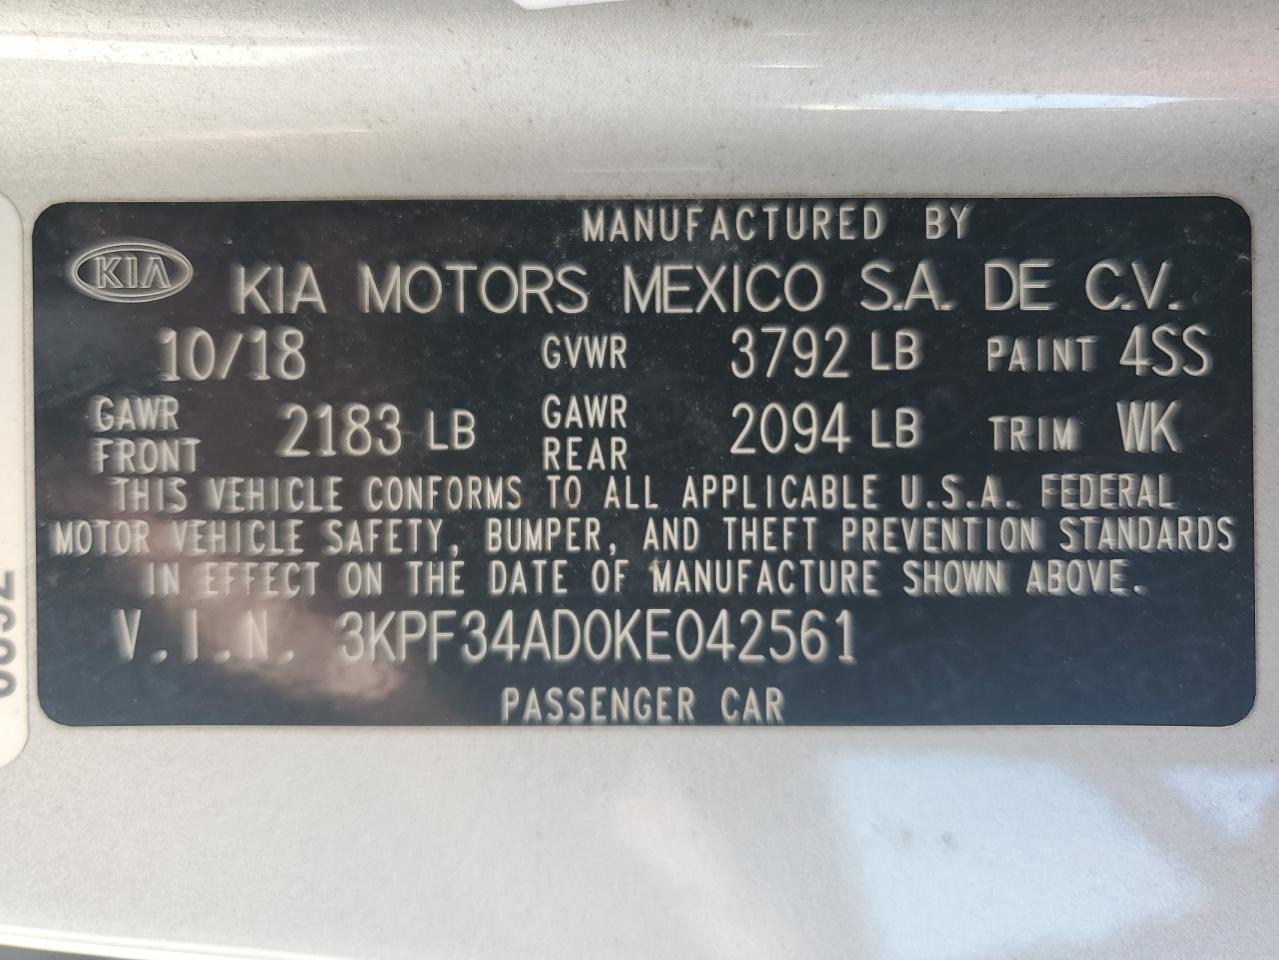 MANUFACTURED BY
KIA KIA MOTORS MEXICO S.A. DE C.V.
10/18 GVWR 3792 LB PAINT 4SS
GAWR FRONT 2183 LB GAWR REAR 2094 LB TRIM WK
THIS VEHICLE CONFORMS TO ALL APPLICABLE U.S.A. FEDERAL
MOTOR VEHICLE SAFETY, BUMPER, AND THEFT PREVENTION STANDARDS
IN EFFECT ON THE DATE OF MANUFACTURE SHOWN ABOVE.
V.I.N. 3KPF34AD0KE042561
PASSENGER CAR